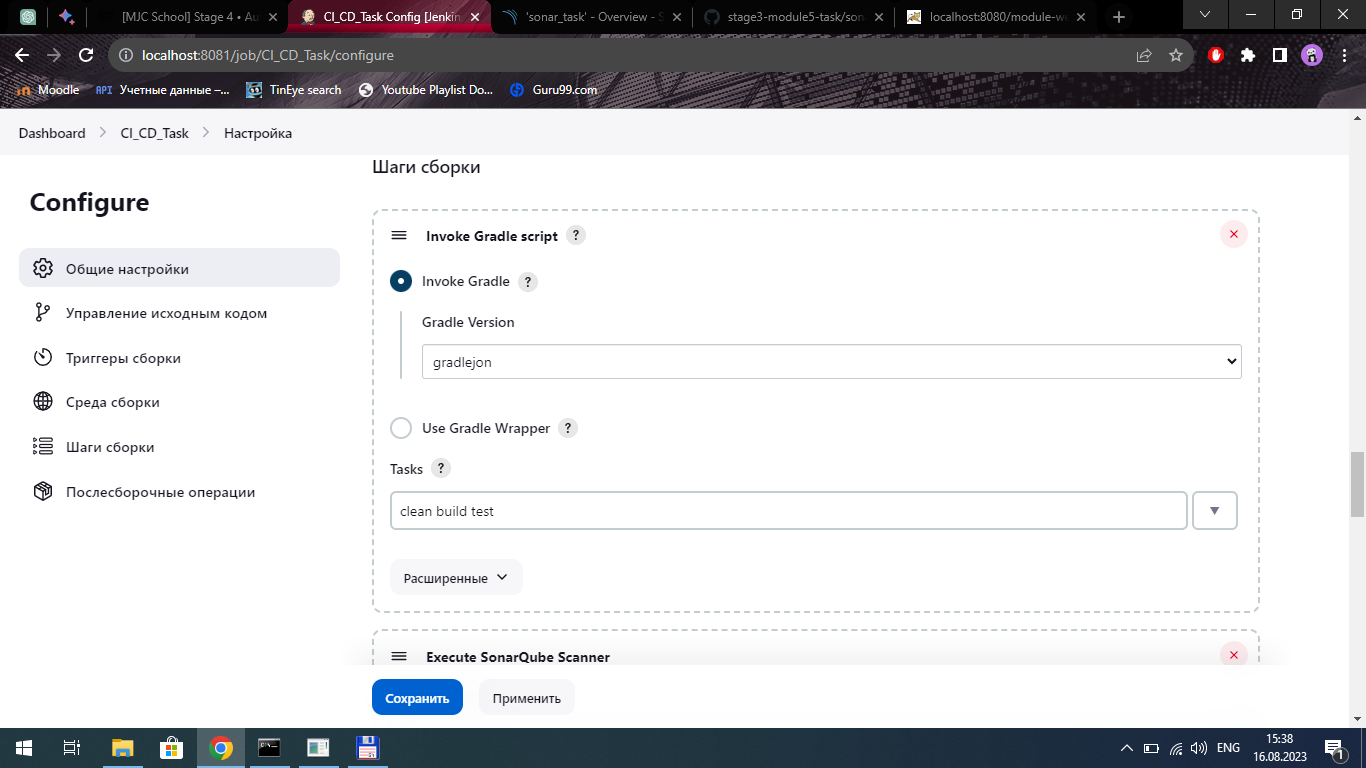 [MJC School] Stage 4 • Au
CI_CD_Task Config [Jenkin
'sonar_task' - Overview - S
stage3-module5-task/son
localhost:8080/module-we
localhost:8081/job/CI_CD_Task/configure
Moodle
API
Учетные данные –...
TinEye search
Youtube Playlist Do...
Guru99.com
Dashboard
CI_CD_Task
Настройка
Configure
Общие настройки
Управление исходным кодом
Триггеры сборки
Среда сборки
Шаги сборки
Послесборочные операции
Шаги сборки
Invoke Gradle script ?
Invoke Gradle ?
Gradle Version
gradlejon
Use Gradle Wrapper ?
Tasks ?
clean build test
Расширенные
Execute SonarQube Scanner
Сохранить
Применить
ENG
15:38
16.08.2023
1